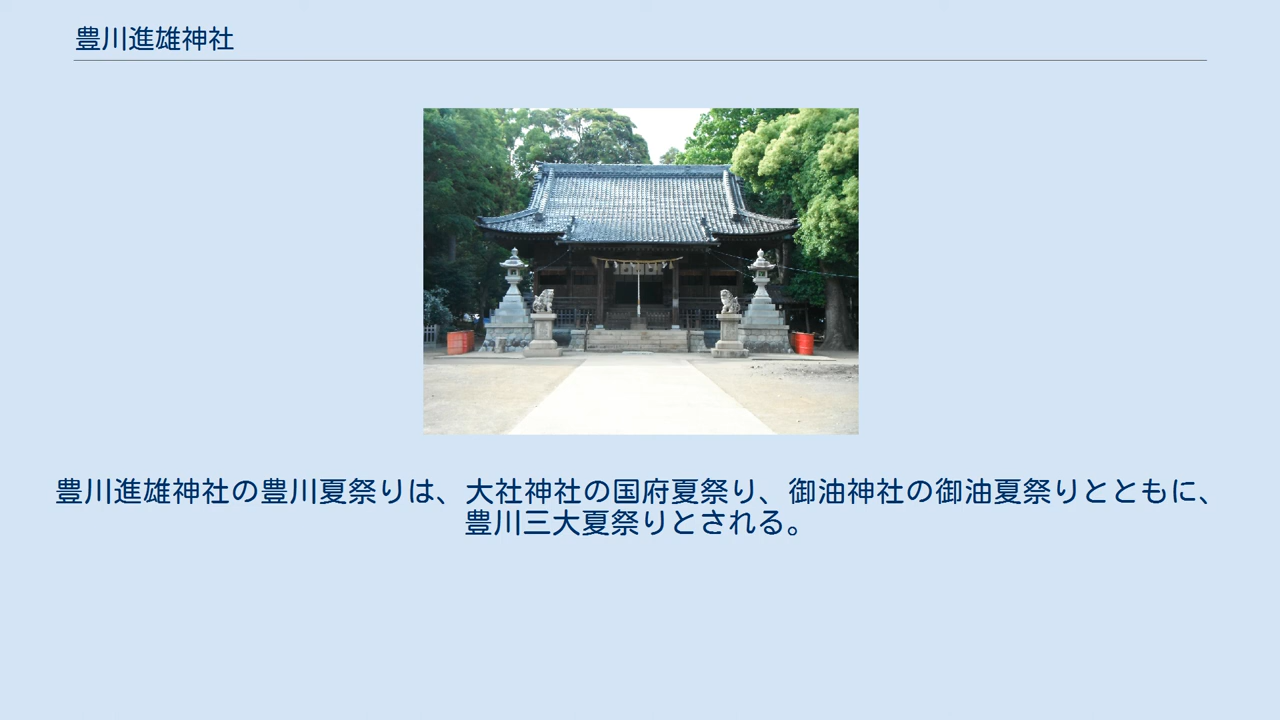 豊川進雄神社
豊川進雄神社の豊川夏祭りは、大社神社の国府夏祭り、御油神社の御油夏祭りとともに、
豊川三大夏祭りとされる。